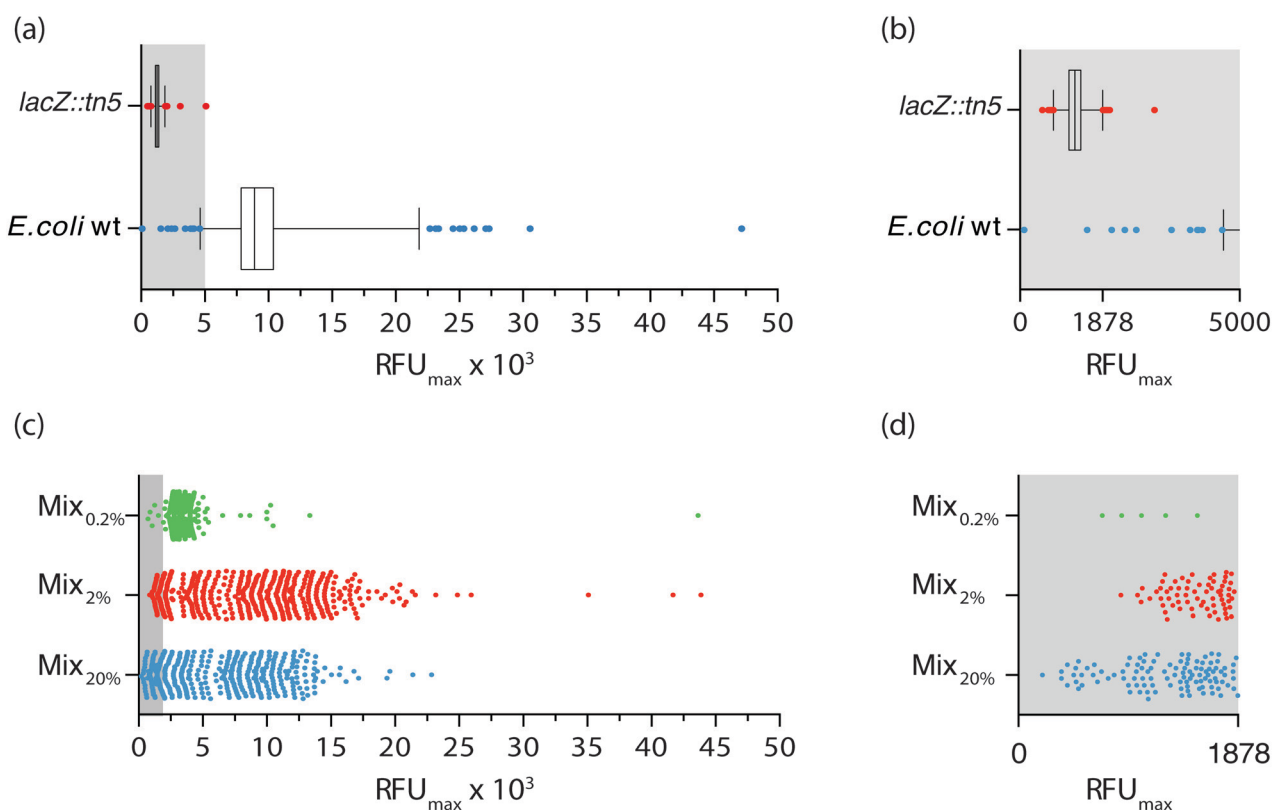 (a)
lacZ::tn5
E.coli wt
0 5 10 15 20 25 30 35 40 45 50
RFUmax x 10³
(b)
lacZ::tn5
E.coli wt
0 1878 5000
RFUmax
(c)
Mix0.2%
Mix2%
Mix20%
0 5 10 15 20 25 30 35 40 45 50
RFUmax x 10³
(d)
Mix0.2%
Mix2%
Mix20%
0 1878
RFUmax